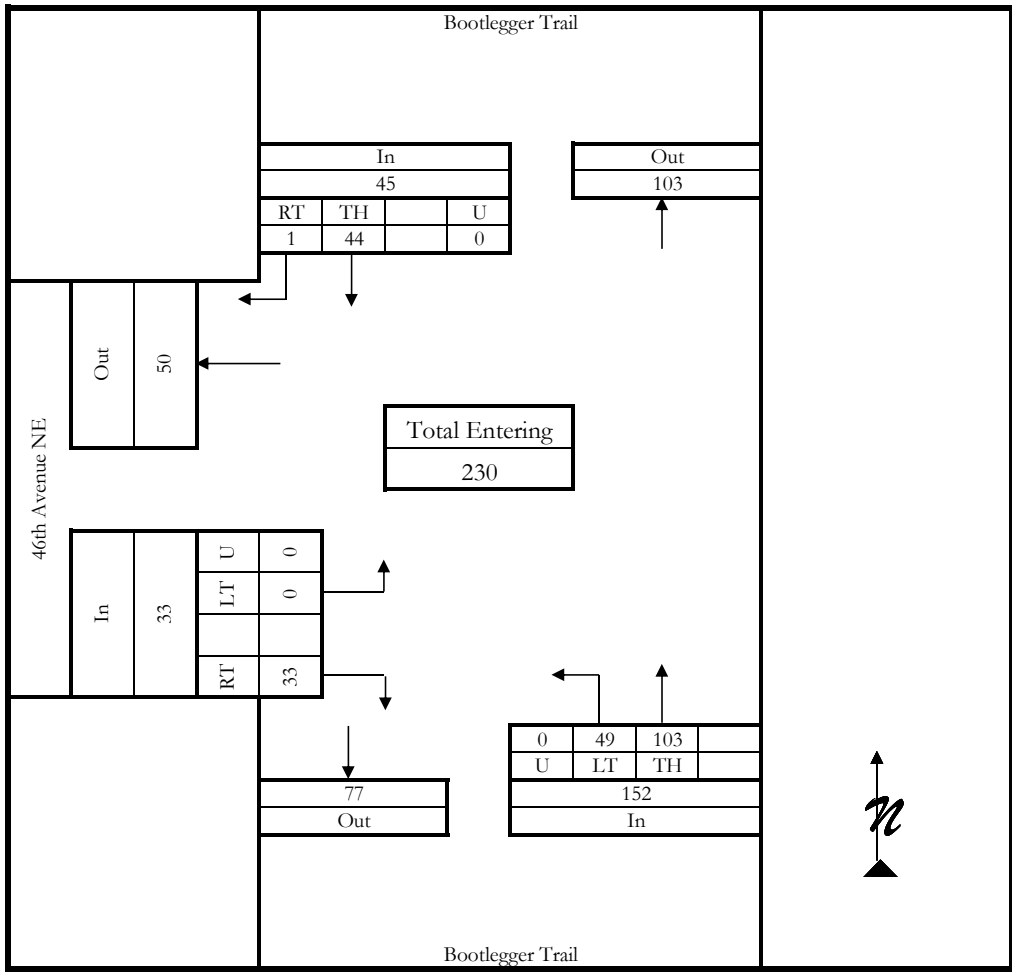 Bootlegger Trail
In
45
RT TH U
1 44 0
Out
103
Out 50
Total Entering
230
46th Avenue NE
In 33
U 0
LT 0
RT 33
0 49 103
U LT TH
152
In
77
Out
N
Bootlegger Trail